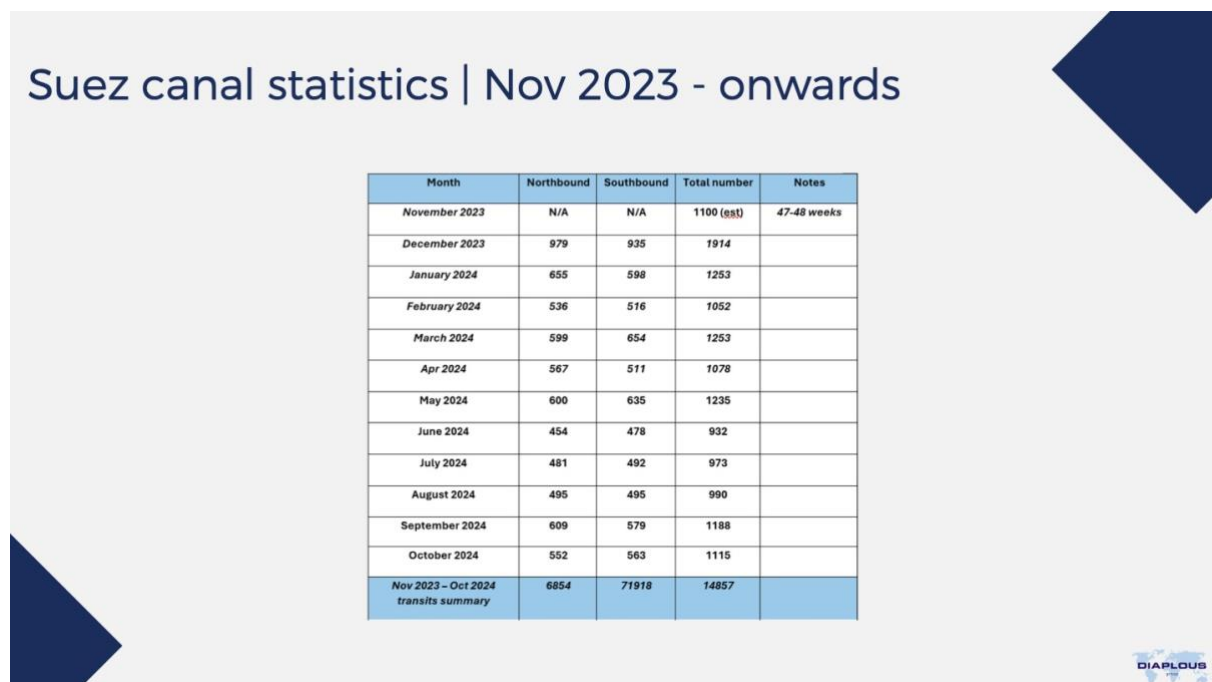 Suez canal statistics | Nov 2023 - onwards
Month Northbound Southbound Total number Notes
November 2023 N/A N/A 1100 (est) 47-48 weeks
December 2023 979 935 1914
January 2024 655 598 1253
February 2024 536 516 1052
March 2024 599 654 1253
Apr 2024 567 511 1078
May 2024 600 635 1235
June 2024 454 478 932
July 2024 481 492 973
August 2024 495 495 990
September 2024 609 579 1188
October 2024 552 563 1115
Nov 2023 – Oct 2024 6854 71918 14857
transits summary
DIAPLOUS